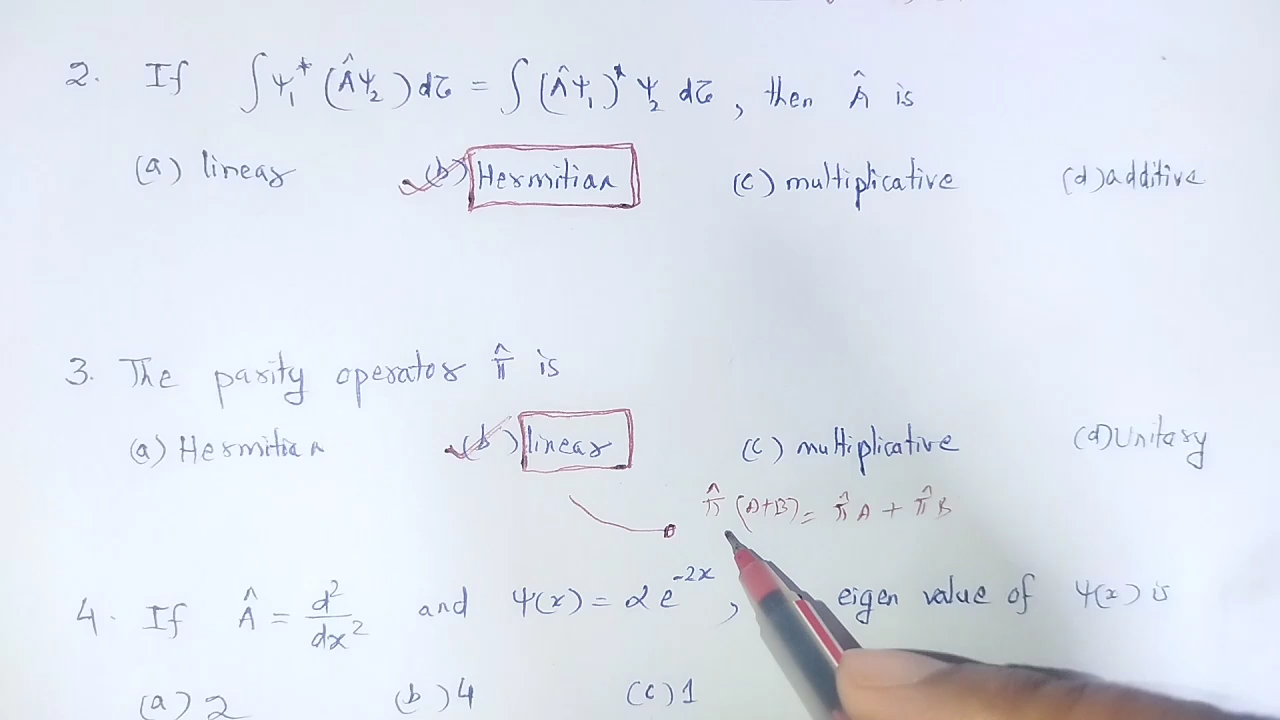 2. If ∫ψ₁* (Âψ₂) dτ = ∫(Âψ₁)* ψ₂ dτ, then Â is
(a) linear (b) Hermitian (c) multiplicative (d) additive
3. The parity operator π̂ is
(a) Hermitian (b) linear (c) multiplicative (d) Unitary
π̂ (A+B) = π̂ A + π̂ B
4. If Â = d²/dx² and ψ(x) = αe^-2x, eigen value of ψ(x) is
(a) 2 (b) 4 (c) 1